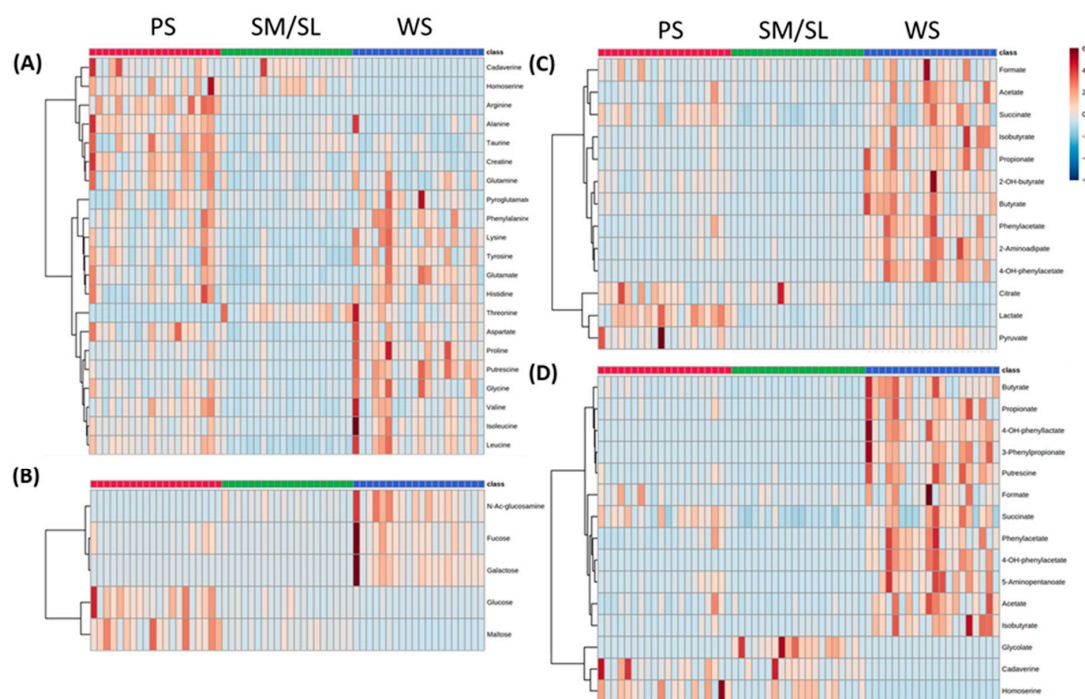 PS SM/SL WS
(A)
class
Cadaverine
Homoserine
Arginine
Alanine
Taurine
Creatine
Glutamine
Pyroglutamate
Phenylalanine
Lysine
Tyrosine
Glutamate
Histidine
Threonine
Aspartate
Proline
Putrescine
Glycine
Valine
Isoleucine
Leucine
(B)
class
N-Ac-glucosamine
Fucose
Galactose
Glucose
Maltose
PS SM/SL WS
(C)
class
Formate
Acetate
Succinate
Isobutyrate
Propionate
2-OH-butyrate
Butyrate
Phenylacetate
2-Aminoadipate
4-OH-phenylacetate
Citrate
Lactate
Pyruvate
6
4
2
0
(D)
class
Butyrate
Propionate
4-OH-phenyllactate
3-Phenylpropionate
Putrescine
Formate
Succinate
Phenylacetate
4-OH-phenylacetate
5-Aminopentanoate
Acetate
Isobutyrate
Glycolate
Cadaverine
Homoserine